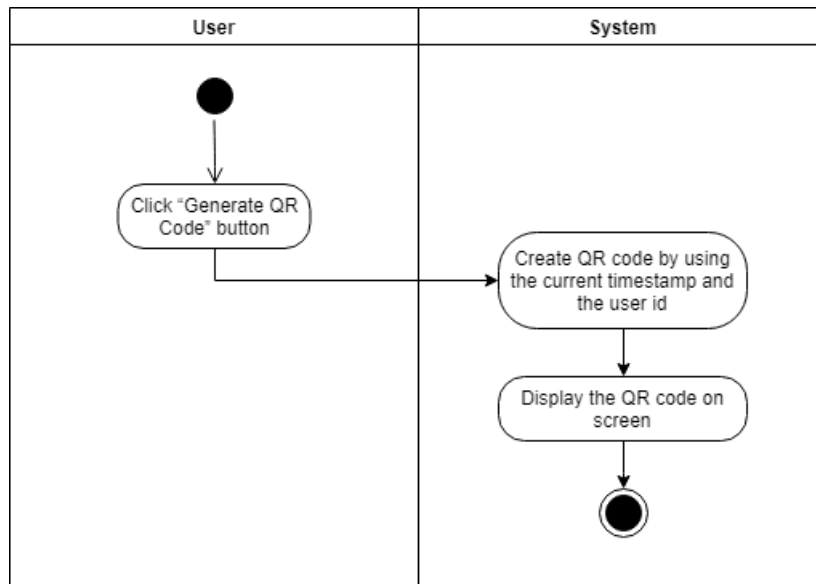 User
System
Click “Generate QR
Code” button
Create QR code by using
the current timestamp and
the user id
Display the QR code on
screen